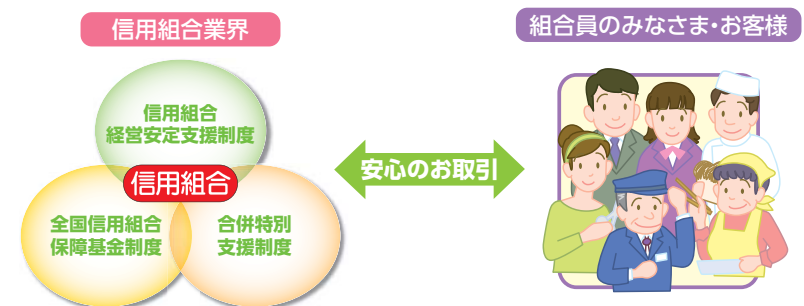 信用組合業界
組合員のみなさま・お客様
信用組合
経営安定支援制度
信用組合
安心のお取引
全国信用組合
保障基金制度
合併特別
支援制度